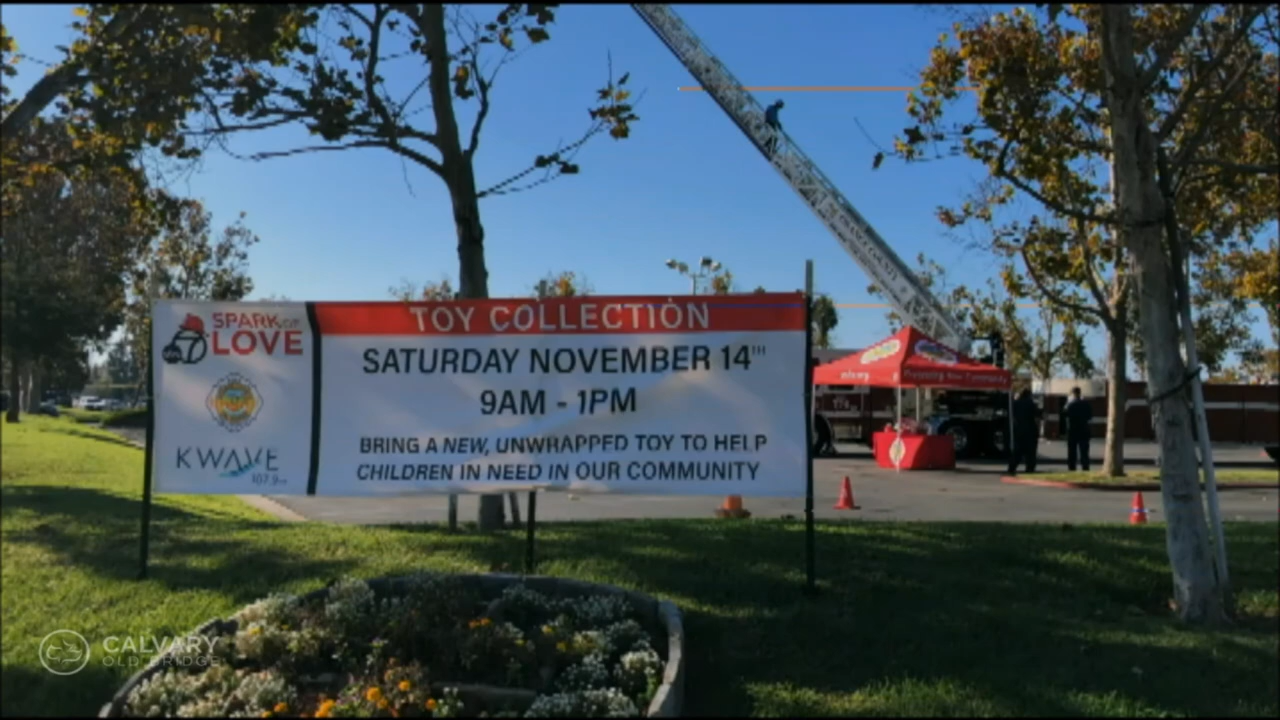 SPARK OF
LOVE
KWAVE
107.9
TOY COLLECTION
SATURDAY NOVEMBER 14TH
9AM - 1PM
BRING A NEW, UNWRAPPED TOY TO HELP
CHILDREN IN NEED IN OUR COMMUNITY
CALVARY
OLD BRIDGE